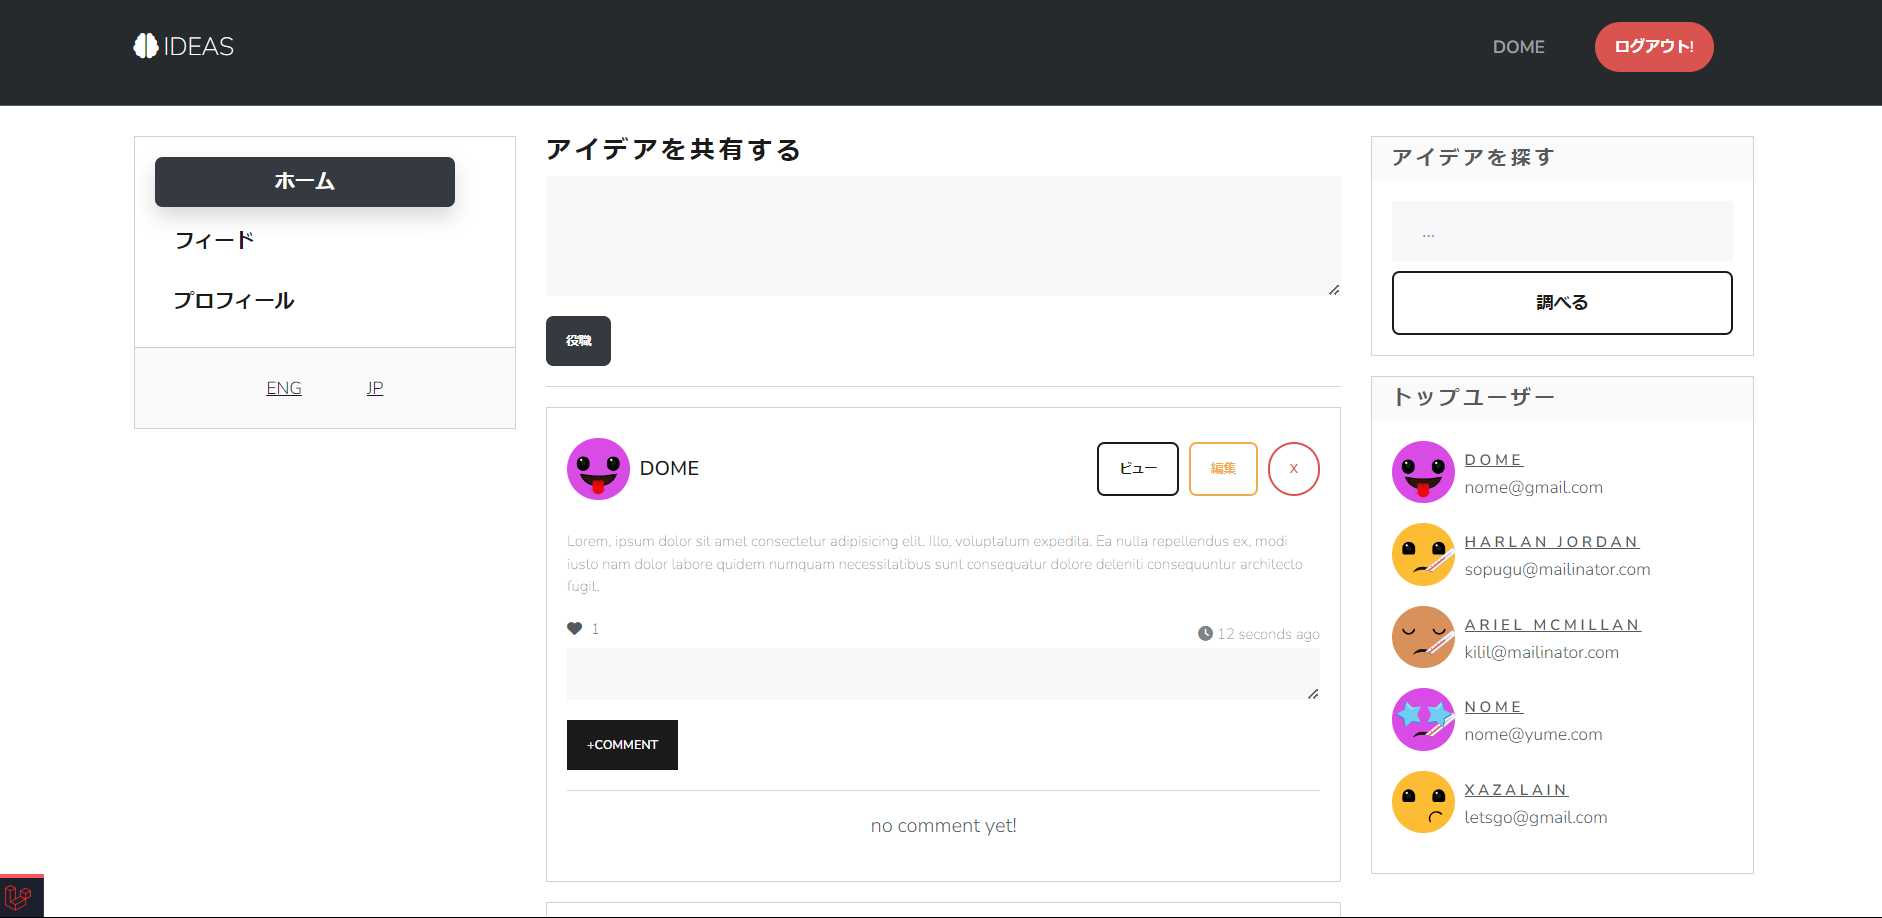 IDEAS
DOME
ログアウト!
ホーム
フィード
プロフィール
ENG JP
アイデアを共有する
役職
DOME
ビュー 編集 X
Lorem, ipsum dolor sit amet consectetur adipisicing elit. Illo, voluptatum expedita. Ea nulla repellendus ex, modi
iusto nam dolor labore quidem numquam necessitatibus sunt consequatur dolore deleniti consequuntur architecto
fugit.
1
12 seconds ago
+COMMENT
no comment yet!
アイデアを探す
...
調べる
トップユーザー
DOME
nome@gmail.com
HARLAN JORDAN
sopugu@mailinator.com
ARIEL MCMILLAN
kilil@mailinator.com
NOME
nome@yume.com
XAZALAIN
letsgo@gmail.com